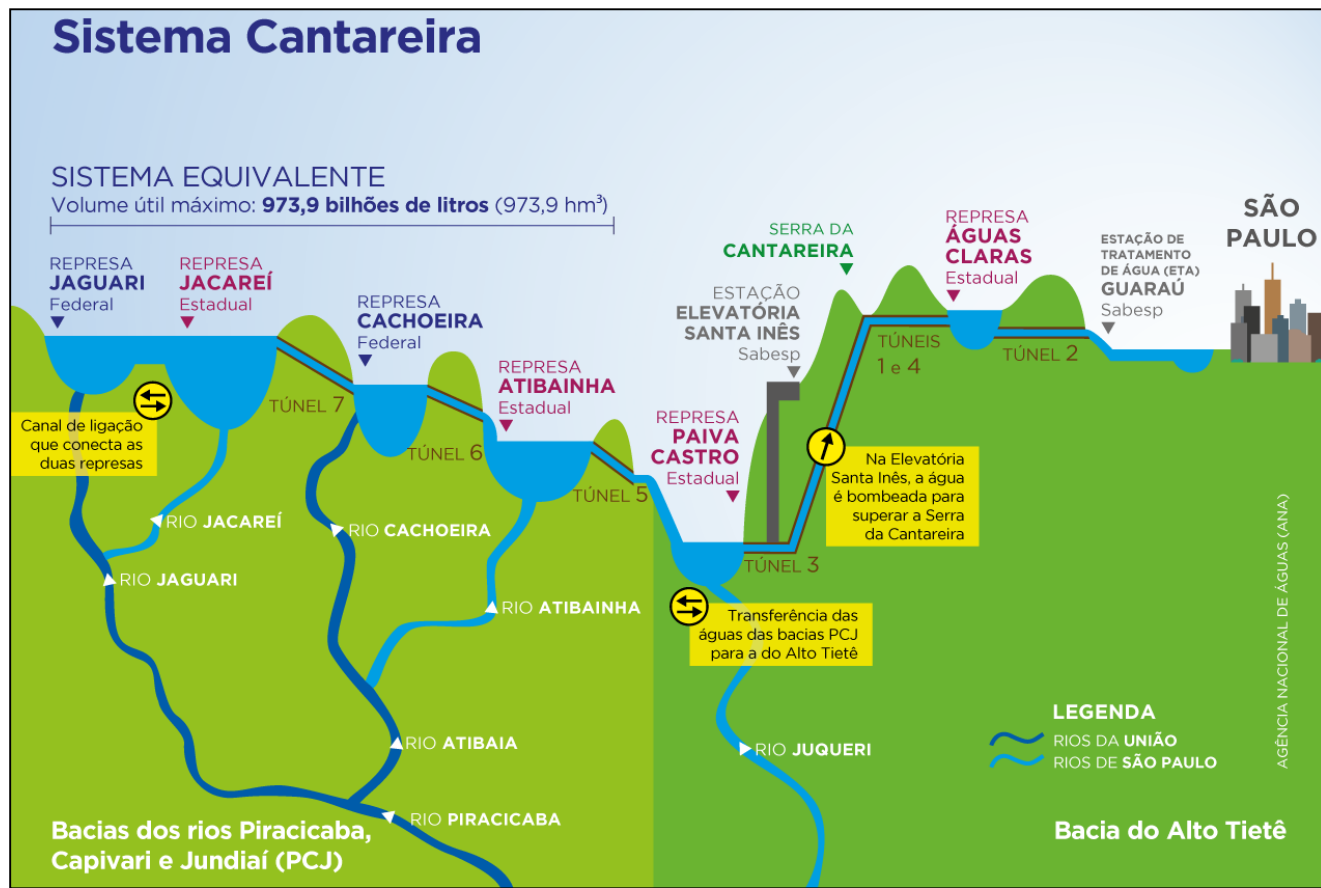 Sistema Cantareira
SISTEMA EQUIVALENTE
Volume útil máximo: 973,9 bilhões de litros (973,9 hm³)
REPRESA
JAGUARI
Federal
REPRESA
JACAREÍ
Estadual
REPRESA
CACHOEIRA
Federal
REPRESA
ATIBAINHA
Estadual
REPRESA
PAIVA
CASTRO
Estadual
ESTAÇÃO
ELEVATÓRIA
SANTA INÊS
Sabesp
SERRA DA
CANTAREIRA
REPRESA
ÁGUAS
CLARAS
Estadual
ESTAÇÃO DE
TRATAMENTO
DE ÁGUA (ETA)
GUARAÚ
Sabesp
SÃO
PAULO
TÚNEL 7
TÚNEL 6
TÚNEL 5
TÚNEL 3
TÚNEIS
1 e 4
TÚNEL 2
Canal de ligação
que conecta as
duas represas
Na Elevatória
Santa Inês, a água
é bombeada para
superar a Serra
da Cantareira
Transferência das
águas das bacias PCJ
para a do Alto Tietê
RIO JACAREÍ
RIO JAGUARI
RIO CACHOEIRA
RIO ATIBAINHA
RIO ATIBAIA
RIO PIRACICABA
RIO JUQUERI
LEGENDA
RIOS DA UNIÃO
RIOS DE SÃO PAULO
AGÊNCIA NACIONAL DE ÁGUAS (ANA)
Bacias dos rios Piracicaba,
Capivari e Jundiaí (PCJ)
Bacia do Alto Tietê